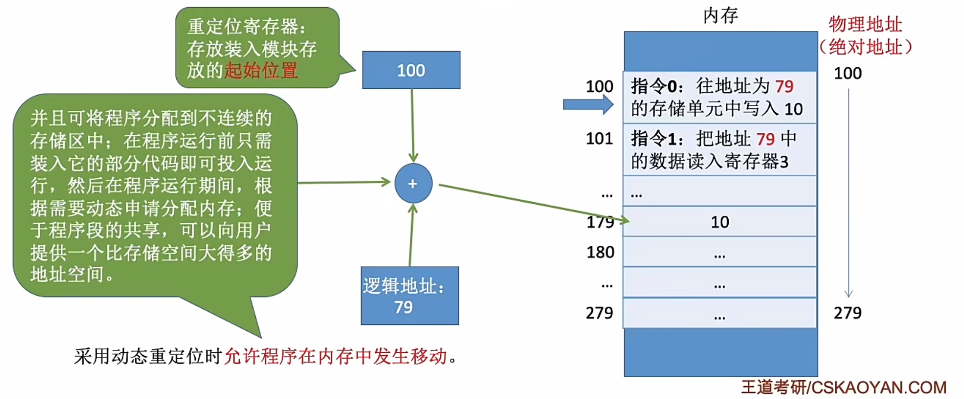 重定位寄存器：
存放装入模块存
放的起始位置
100
并且可将程序分配到不连续的
存储区中；在程序运行前只需
装入它的部分代码即可投入运
行，然后在程序运行期间，根
据需要动态申请分配内存；便
于程序段的共享，可以向用户
提供一个比存储空间大得多的
地址空间。
+
逻辑地址：
79
采用动态重定位时允许程序在内存中发生移动。
内存
物理地址
（绝对地址）
100
指令0：往地址为 79
的存储单元中写入 10
100
101
指令1：把地址 79 中
的数据读入寄存器3
...
...
179
10
180
...
...
...
279
...
279
王道考研/CSKAOYAN.COM